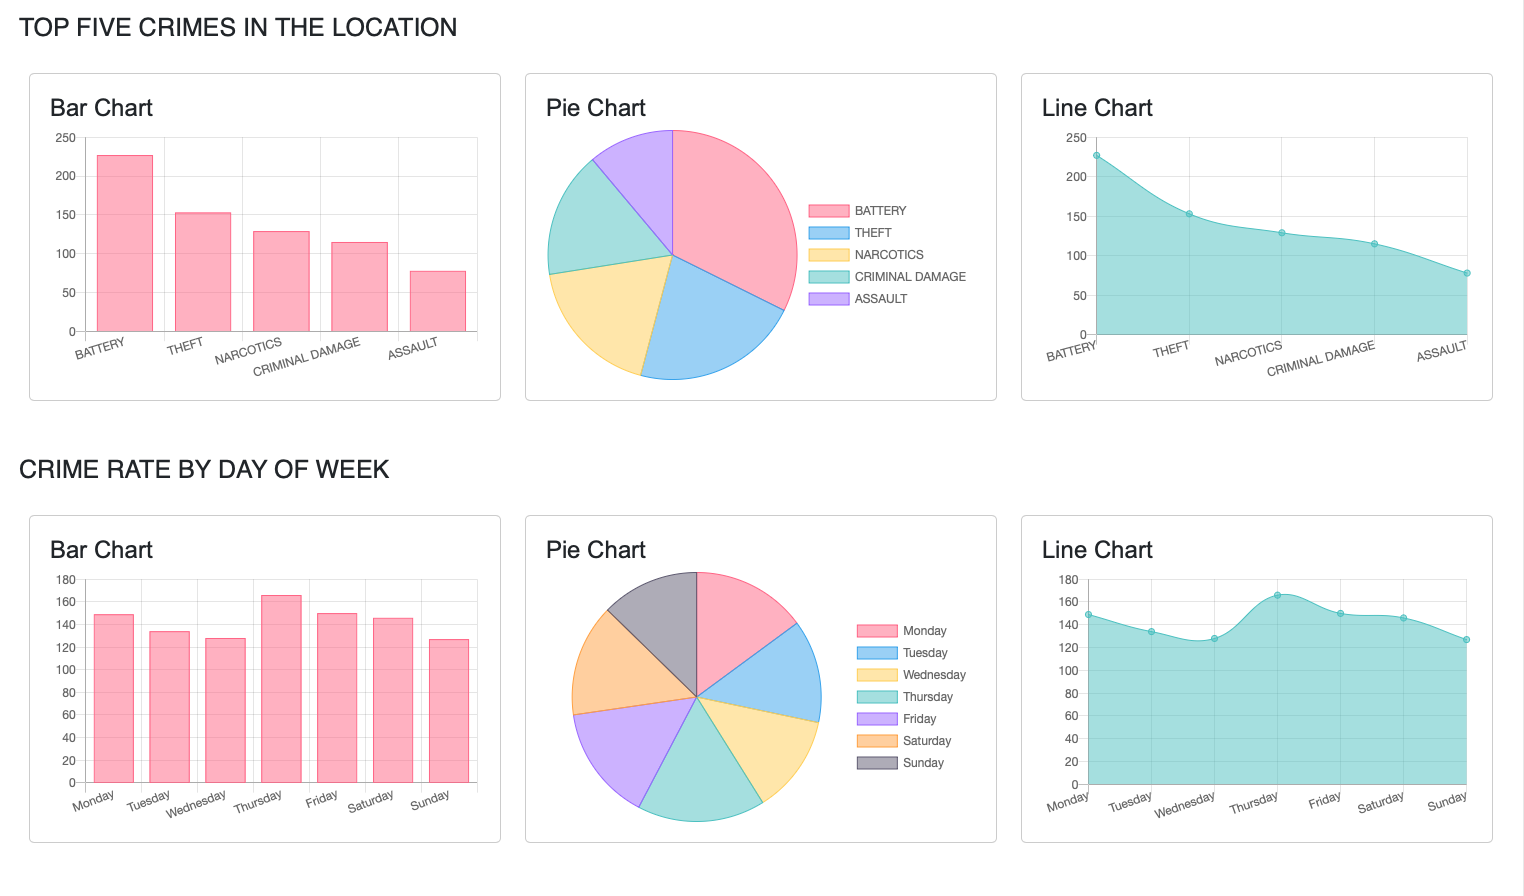 TOP FIVE CRIMES IN THE LOCATION
Bar Chart
250
200
150
100
50
0
BATTERY
THEFT
NARCOTICS
CRIMINAL DAMAGE
ASSAULT
Pie Chart
BATTERY
THEFT
NARCOTICS
CRIMINAL DAMAGE
ASSAULT
Line Chart
250
200
150
100
50
0
BATTERY
THEFT
NARCOTICS
CRIMINAL DAMAGE
ASSAULT
CRIME RATE BY DAY OF WEEK
Bar Chart
180
160
140
120
100
80
60
40
20
0
Monday
Tuesday
Wednesday
Thursday
Friday
Saturday
Sunday
Pie Chart
Monday
Tuesday
Wednesday
Thursday
Friday
Saturday
Sunday
Line Chart
180
160
140
120
100
80
60
40
20
0
Monday
Tuesday
Wednesday
Thursday
Friday
Saturday
Sunday